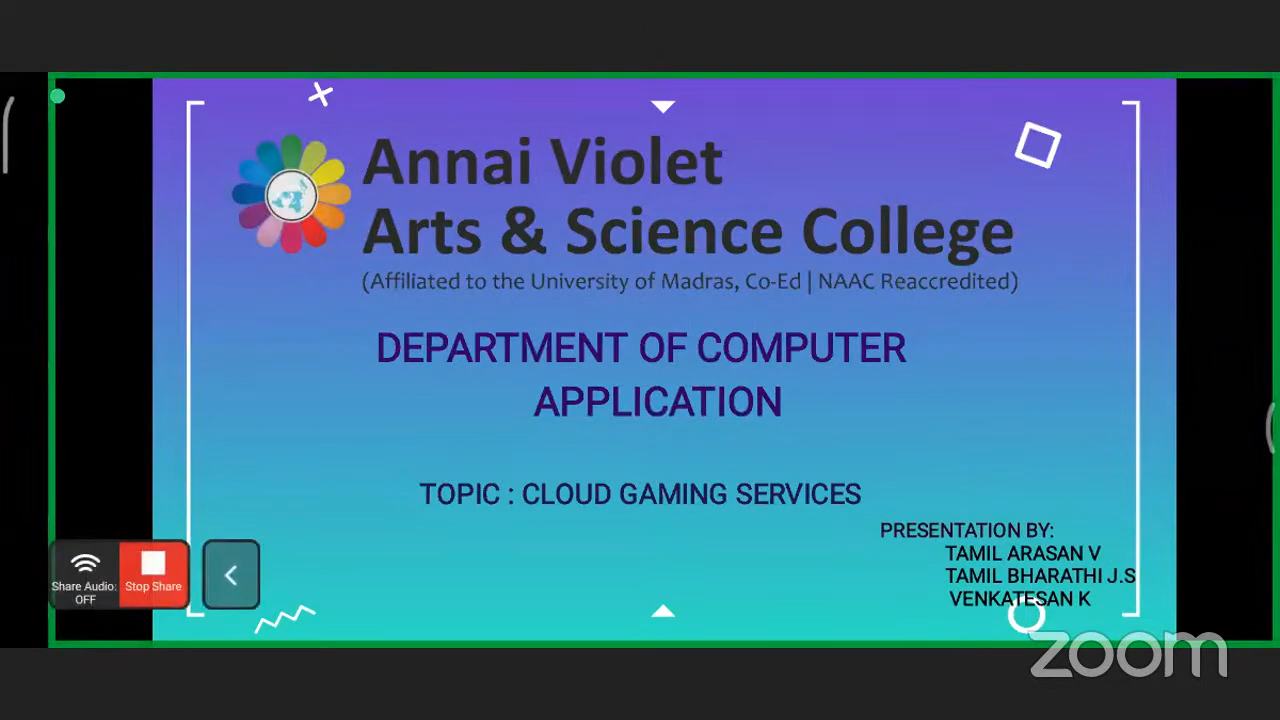 Annai Violet
Arts & Science College
(Affiliated to the University of Madras, Co-Ed | NAAC Reaccredited)
DEPARTMENT OF COMPUTER
APPLICATION
TOPIC : CLOUD GAMING SERVICES
PRESENTATION BY:
TAMIL ARASAN V
TAMIL BHARATHI J.S
VENKATESAN K
Share Audio: Stop Share
OFF
zoom